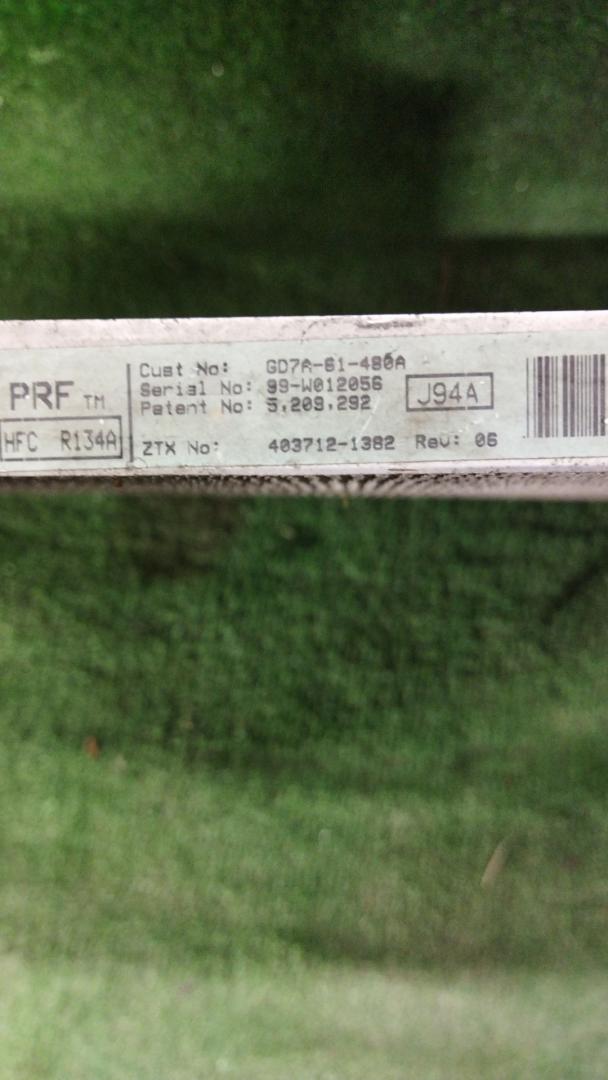 PRF TM
HFC R134A
Cust No: GD7A-61-480A
Serial No: 99-W012056
Patent No: 5,209,292
J94A
ZTX No: 403712-1382 Rev: 06